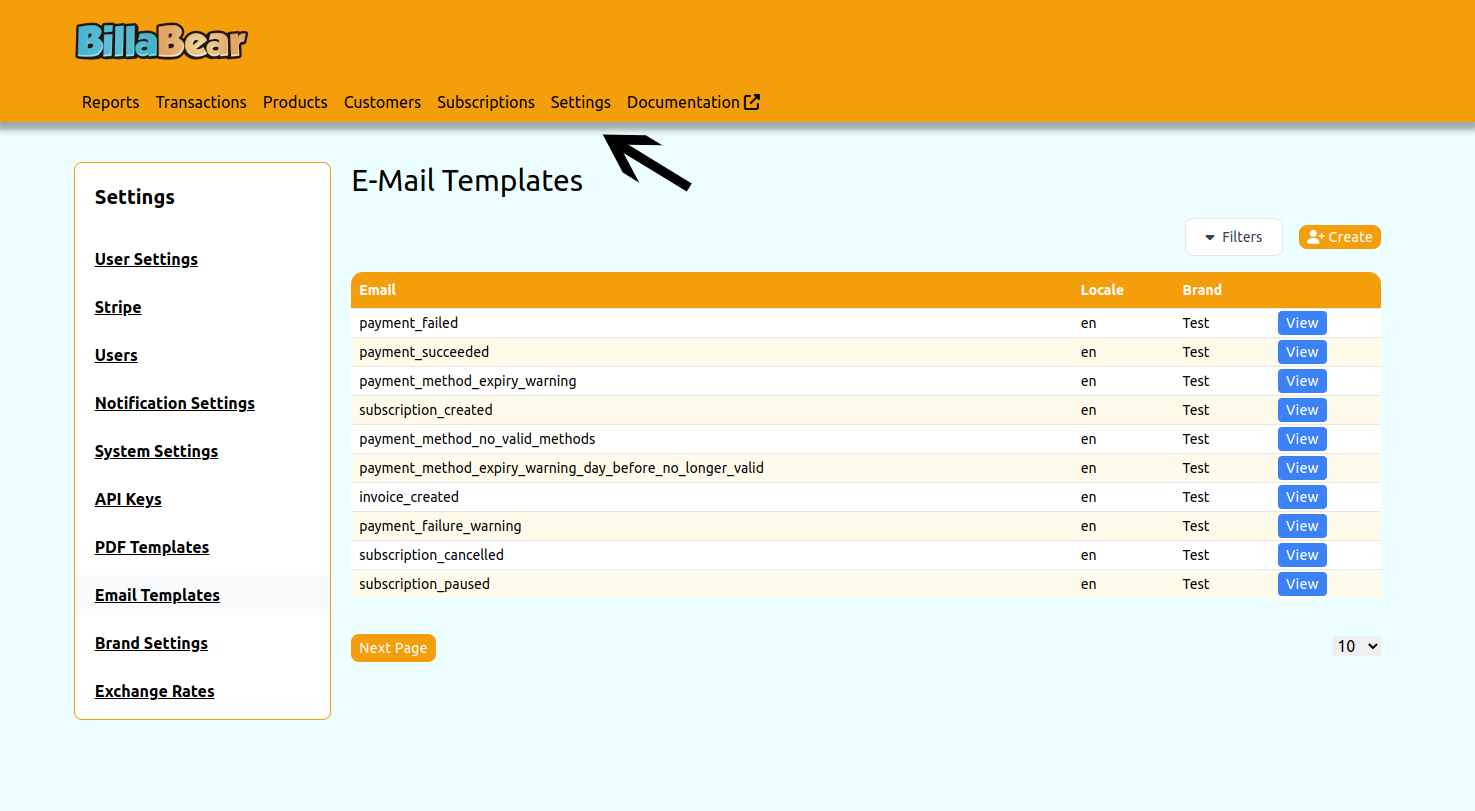 BillaBear
Reports Transactions Products Customers Subscriptions Settings Documentation
Settings
User Settings
Stripe
Users
Notification Settings
System Settings
API Keys
PDF Templates
Email Templates
Brand Settings
Exchange Rates
E-Mail Templates
Filters Create
Email Locale Brand
payment_failed en Test View
payment_succeeded en Test View
payment_method_expiry_warning en Test View
subscription_created en Test View
payment_method_no_valid_methods en Test View
payment_method_expiry_warning_day_before_no_longer_valid en Test View
invoice_created en Test View
payment_failure_warning en Test View
subscription_cancelled en Test View
subscription_paused en Test View
Next Page 10